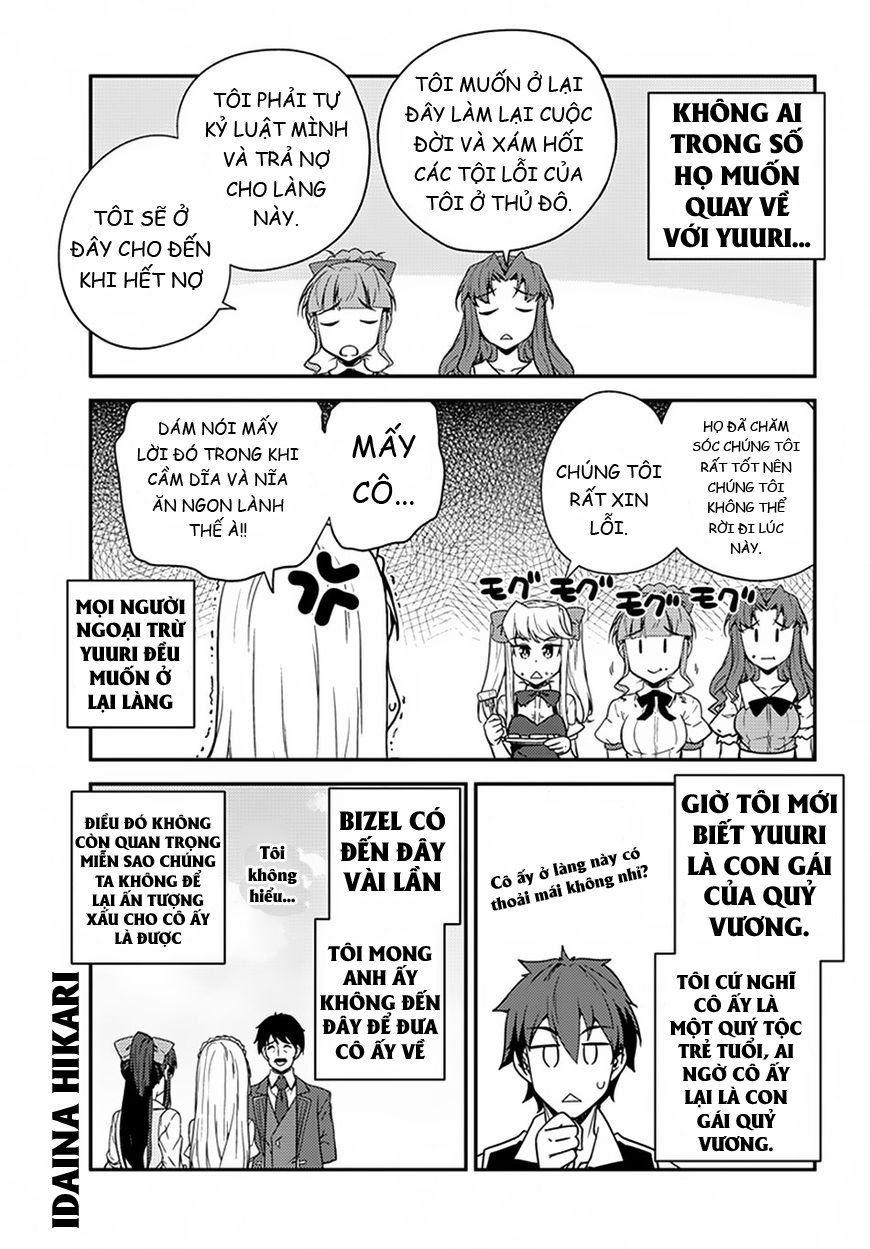 KHÔNG AI
TRONG SỐ
HỌ MUỐN
QUAY VỀ
VỚI YUURI...
TÔI MUỐN Ở LẠI
ĐÂY LÀM LẠI CUỘC
ĐỜI VÀ XÁM HỐI
CÁC TỘI LỖI CỦA
TÔI Ở THỦ ĐÔ.
TÔI PHẢI TỰ
KỶ LUẬT MÌNH
VÀ TRẢ NỢ
CHO LÀNG
NÀY.
TÔI SẼ Ở
ĐÂY CHO ĐẾN
KHI HẾT NỢ
HỌ ĐÃ CHĂM
SÓC CHÚNG TÔI
RẤT TỐT NÊN
CHÚNG TÔI
KHÔNG THỂ
RỜI ĐI LÚC
NÀY.
CHÚNG TÔI
RẤT XIN
LỖI.
モグモグモグモグ
MẤY
CÔ...
DÁM NÓI MẤY
LỜI ĐÓ TRONG KHI
CẦM DĨA VÀ NĨA
ĂN NGON LÀNH
THẾ À!!
MỌI NGƯỜI
NGOẠI TRỪ
YUURI ĐỀU
MUỐN Ở
LẠI LÀNG
GIỜ TÔI MỚI
BIẾT YUURI
LÀ CON GÁI
CỦA QUỶ
VƯƠNG.
TÔI CỨ NGHĨ
CÔ ẤY LÀ
MỘT QUÝ TỘC
TRẺ TUỔI, AI
NGỜ CÔ ẤY
LẠI LÀ CON
GÁI QUỶ
VƯƠNG.
Cô ấy ở làng này có
thoải mái không nhỉ?
BIZEL CÓ
ĐẾN ĐÂY
VÀI LẦN
TÔI MONG
ANH ẤY
KHÔNG ĐẾN
ĐÂY ĐỂ ĐƯA
CÔ ẤY VỀ
Tôi
không
hiểu...
ĐIỀU ĐÓ KHÔNG
CÒN QUAN TRỌNG
MIỄN SAO CHÚNG
TA KHÔNG ĐỂ
LẠI ẤN TƯỢNG
XẤU CHO CÔ ẤY
LÀ ĐƯỢC
IDAINA HIKARI